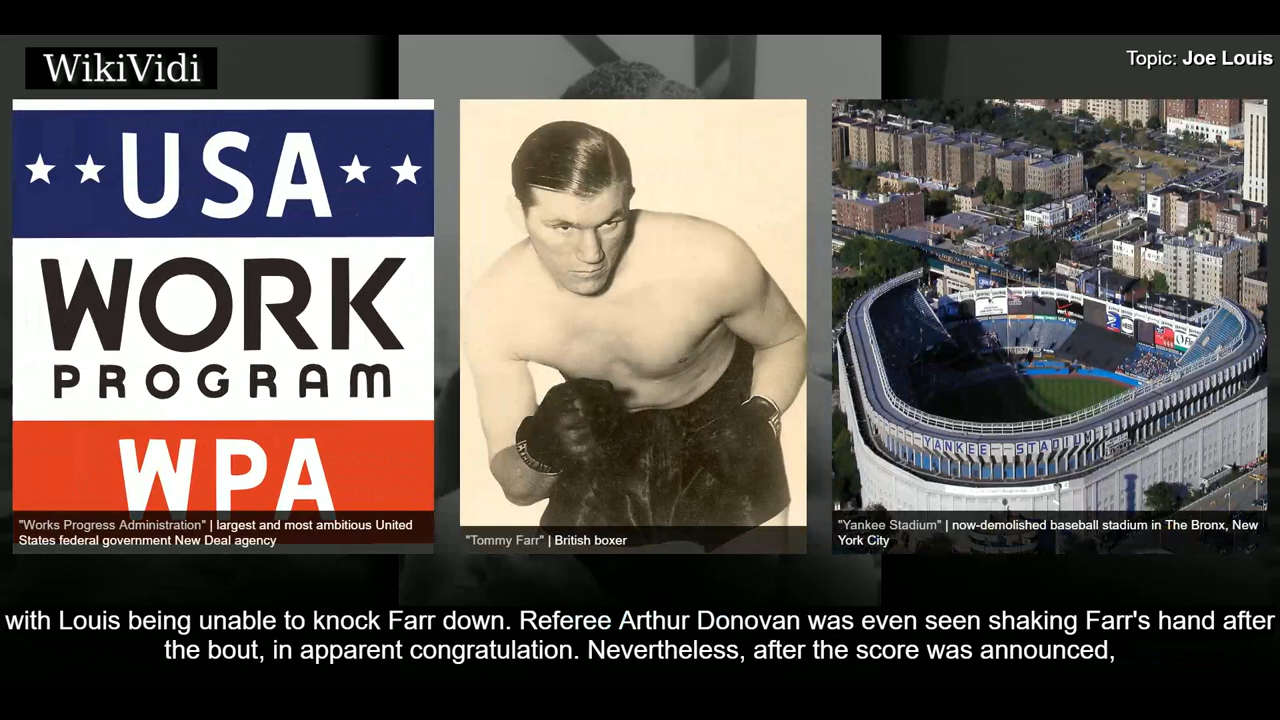 WikiVidi
Topic: Joe Louis
USA
WORK
PROGRAM
WPA
"Works Progress Administration" | largest and most ambitious United
States federal government New Deal agency
"Tommy Farr" | British boxer
YANKEE STADIUM
"Yankee Stadium" | now-demolished baseball stadium in The Bronx, New
York City
with Louis being unable to knock Farr down. Referee Arthur Donovan was even seen shaking Farr's hand after
the bout, in apparent congratulation. Nevertheless, after the score was announced,